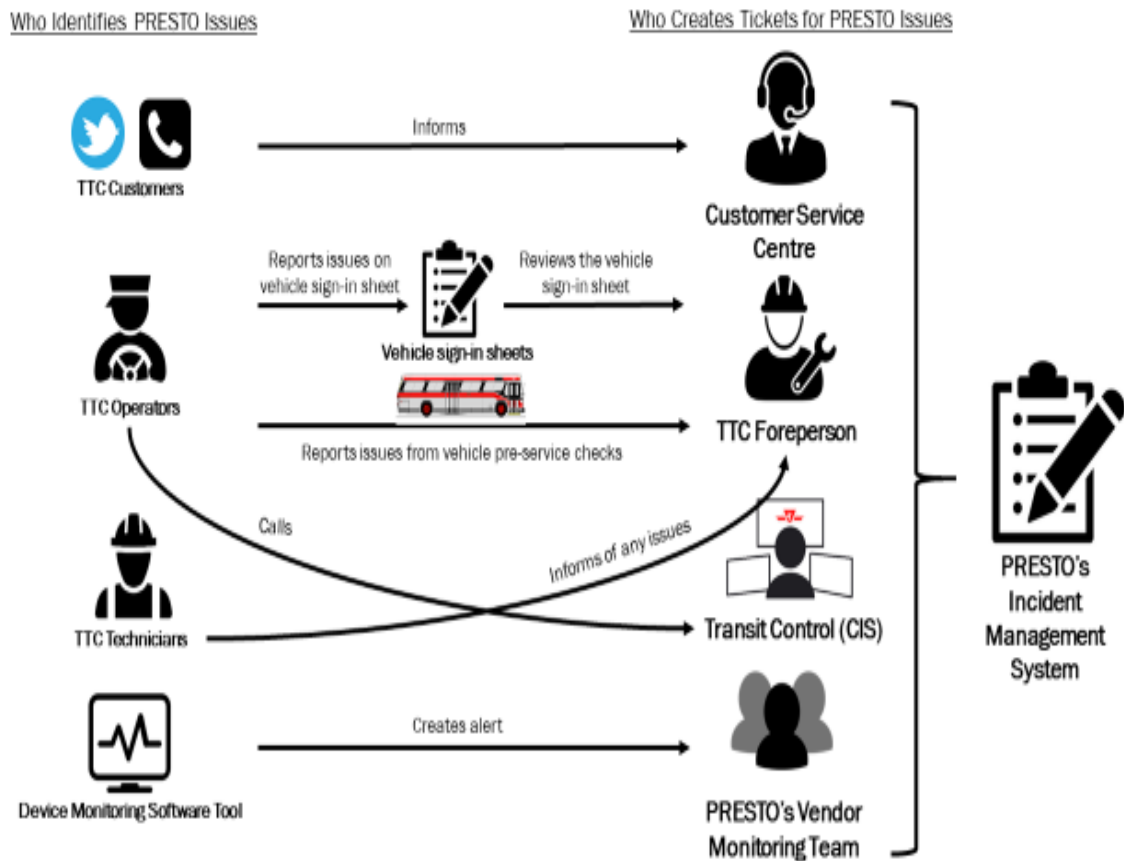 Who Identifies PRESTO Issues
Who Creates Tickets for PRESTO Issues
TTC Customers
Informs
Customer Service
Centre
TTC Operators
Reports issues on
vehicle sign-in sheet
Vehicle sign-in sheets
Reviews the vehicle
sign-in sheet
Reports issues from vehicle pre-service checks
TTC Foreperson
Calls
Informs of any issues
TTC Technicians
Transit Control (CIS)
Device Monitoring Software Tool
Creates alert
PRESTO's Vendor
Monitoring Team
PRESTO's
Incident
Management
System